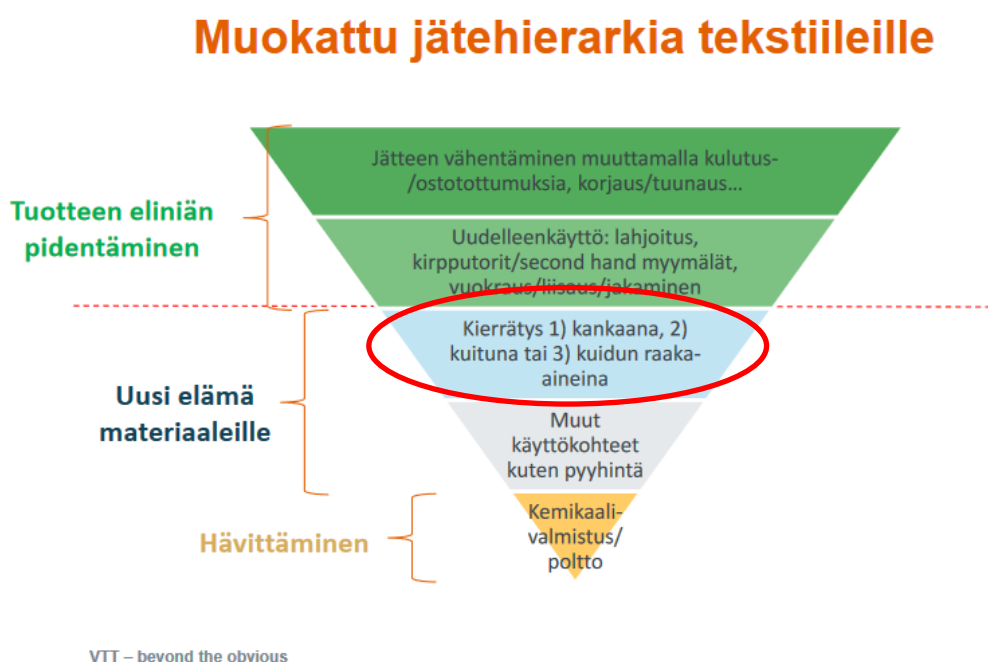 Muokattu jätehierarkia tekstiileille
Jätteen vähentäminen muuttamalla kulutus-
/ostotottumuksia, korjaus/tuunaus...
Tuotteen eliniän
pidentäminen
Uudelleenkäyttö: lahjoitus,
kirpputorit/second hand myymälät,
vuokraus/liisaus/jakaminen
Kierrätys 1) kankaana, 2)
kuituna tai 3) kuidun raaka-
aineina
Uusi elämä
materiaaleille
Muut
käyttökohteet
kuten pyyhintä
Hävittäminen
Kemikaali-
valmistus/
poltto
VTT – beyond the obvious